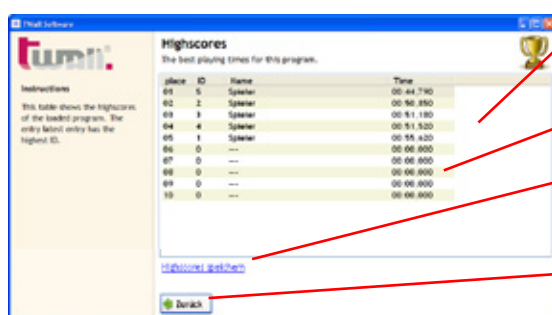 TWall Software
twall.
Instructions
This table shows the highscores
of the loaded program. The
entry latest entry has the
highest ID.
Highscores
The best playing times for this program.
place ID Name Time
01 5 Spieler 00:44,790
02 2 Spieler 00:50,850
03 3 Spieler 00:51,180
04 4 Spieler 00:51,520
05 1 Spieler 00:55,620
06 0 --- 00:00,000
07 0 --- 00:00,000
08 0 --- 00:00,000
09 0 --- 00:00,000
10 0 --- 00:00,000
Highscores speichern
Zurück